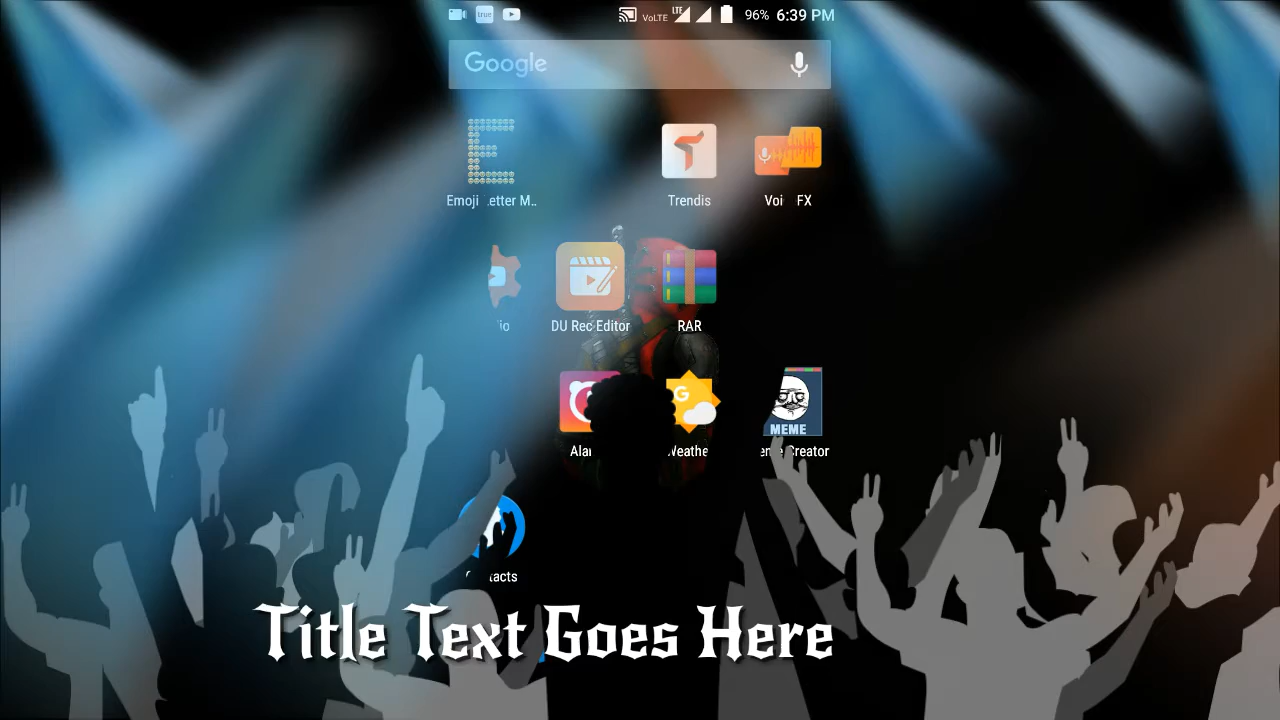 true VoLTE LTE 96% 6:39 PM
Google
E
Emoji etter M.. Trendis Voi FX
io DU Rec Editor RAR
G MEME
Alar Weathe Creator
tacts
Title Text Goes Here